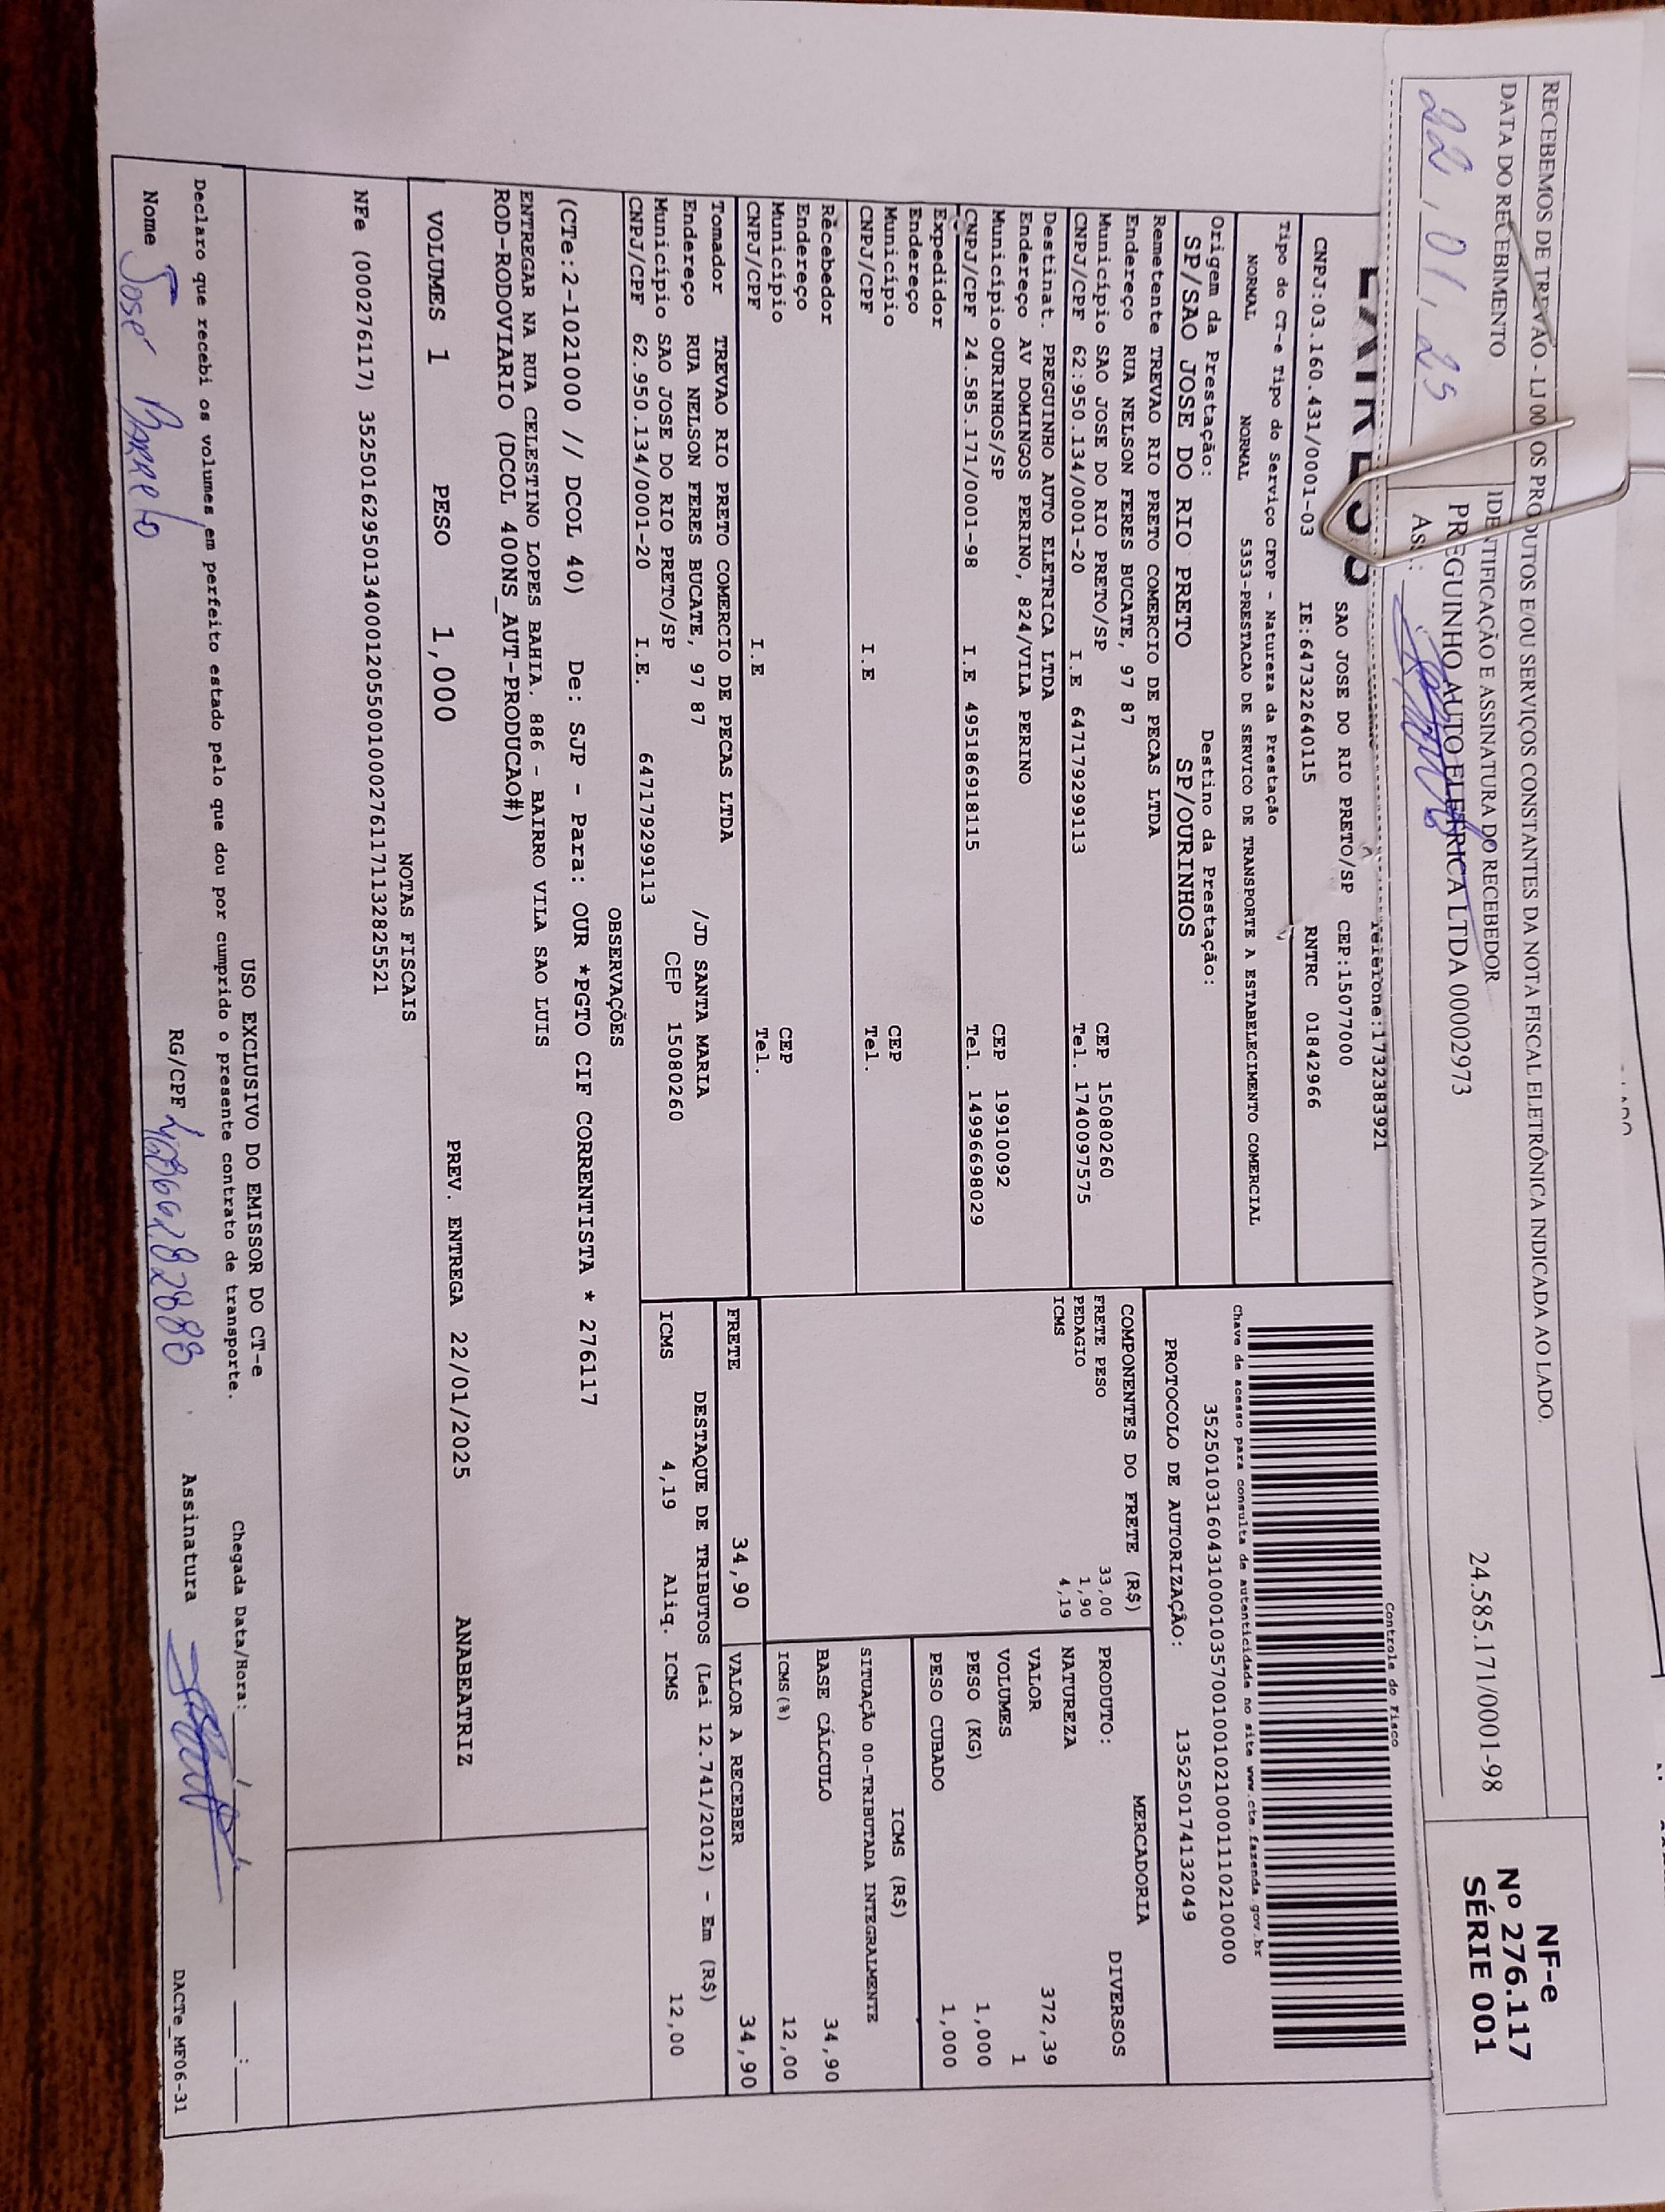 RECEBEMOS DE TREVAO - LJ 00 OS PRODUTOS E/OU SERVIÇOS CONSTANTES DA NOTA FISCAL ELETRÔNICA INDICADA AO LADO.
DATA DO RECEBIMENTO
IDENTIFICAÇÃO E ASSINATURA DO RECEBEDOR
22, 01, 25
PREGUINHO AUTO ELETRICA LTDA 00002973
24.585.171/0001-98
NF-e
Nº 276.117
SÉRIE 001
Telefone:1732383921
SAO JOSE DO RIO PRETO/SP CEP:15077000
CNPJ:03.160.431/0001-03 IE:647322640115 RNTRC 01842966
Tipo do CT-e Tipo do Serviço CFOP - Natureza da Prestação
NORMAL NORMAL 5353-PRESTACAO DE SERVICO DE TRANSPORTE A ESTABELECIMENTO COMERCIAL
Origem da Prestação: Destino da Prestação:
SP/SAO JOSE DO RIO PRETO SP/OURINHOS
Controle do Fisco
Chave de acesso para consulta de autenticidade no site www.cte.fazenda.gov.br
35250103160431000103570010010210001110210000
PROTOCOLO DE AUTORIZAÇÃO: 135250174132049
Remetente TREVAO RIO PRETO COMERCIO DE PECAS LTDA
Endereço RUA NELSON FERES BUCATE, 97 87
Município SAO JOSE DO RIO PRETO/SP CEP 15080260
CNPJ/CPF 62.950.134/0001-20 I.E 647179299113 Tel. 1740097575
Destinat. PREGUINHO AUTO ELETRICA LTDA
Endereço AV DOMINGOS PERINO, 824/VILA PERINO
Município OURINHOS/SP CEP 19910092
CNPJ/CPF 24.585.171/0001-98 I.E 495186918115 Tel. 14996698029
Expedidor
Endereço
Município CEP
CNPJ/CPF I.E Tel.
Recebedor
Endereço
Município CEP
CNPJ/CPF I.E Tel.
Tomador TREVAO RIO PRETO COMERCIO DE PECAS LTDA
Endereço RUA NELSON FERES BUCATE, 97 87 /JD SANTA MARIA
Município SAO JOSE DO RIO PRETO/SP CEP 15080260
CNPJ/CPF 62.950.134/0001-20 I.E. 647179299113
COMPONENTES DO FRETE (R$)
FRETE PESO 33,00
PEDAGIO 1,90
ICMS 4,19
MERCADORIA
PRODUTO: DIVERSOS
NATUREZA
VALOR 372,39
VOLUMES 1
PESO (KG) 1,000
PESO CUBADO 1,000
ICMS (R$)
SITUAÇÃO 00-TRIBUTADA INTEGRALMENTE
BASE CÁLCULO 34,90
ICMS(%) 12,00
FRETE 34,90 VALOR A RECEBER 34,90
DESTAQUE DE TRIBUTOS (Lei 12.741/2012) - Em (R$)
ICMS 4,19 Aliq. ICMS 12,00
OBSERVAÇÕES
(CTe:2-1021000 // DCOL 40) De: SJP - Para: OUR *PGTO CIF CORRENTISTA * 276117
ENTREGAR NA RUA CELESTINO LOPES BAHIA. 886 - BAIRRO VILA SAO LUIS
ROD-RODOVIARIO (DCOL 400NS_AUT-PRODUCAO#)
VOLUMES 1 PESO 1,000 PREV. ENTREGA 22/01/2025 ANABEATRIZ
NOTAS FISCAIS
NFe (000276117) 35250162950134000120550010002761171132825521
USO EXCLUSIVO DO EMISSOR DO CT-e
Declaro que recebi os volumes em perfeito estado pelo que dou por cumprido o presente contrato de transporte. Chegada Data/Hora: / / :
Nome José Barreto RG/CPF Assinatura
DACTe_MF06-31